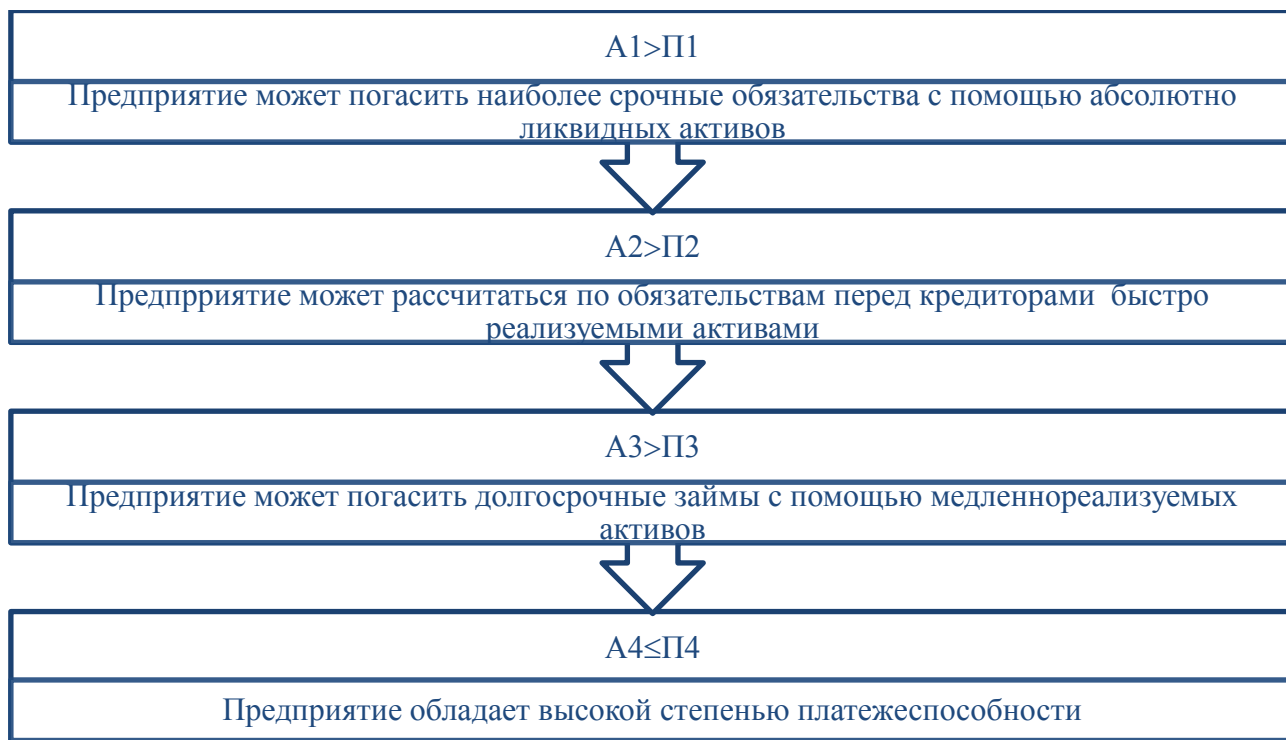 А1>П1
Предприятие может погасить наиболее срочные обязательства с помощью абсолютно
ликвидных активов
А2>П2
Предпрриятие может рассчитаться по обязательствам перед кредиторами быстро
реализуемыми активами
А3>П3
Предприятие может погасить долгосрочные займы с помощью медленнореализуемых
активов
А4≤П4
Предприятие обладает высокой степенью платежеспособности